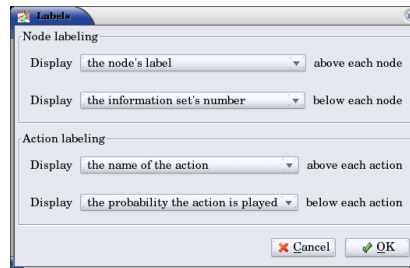 Labels
Node labeling
Display the node's label above each node
Display the information set's number below each node
Action labeling
Display the name of the action above each action
Display the probability the action is played below each action
Cancel OK